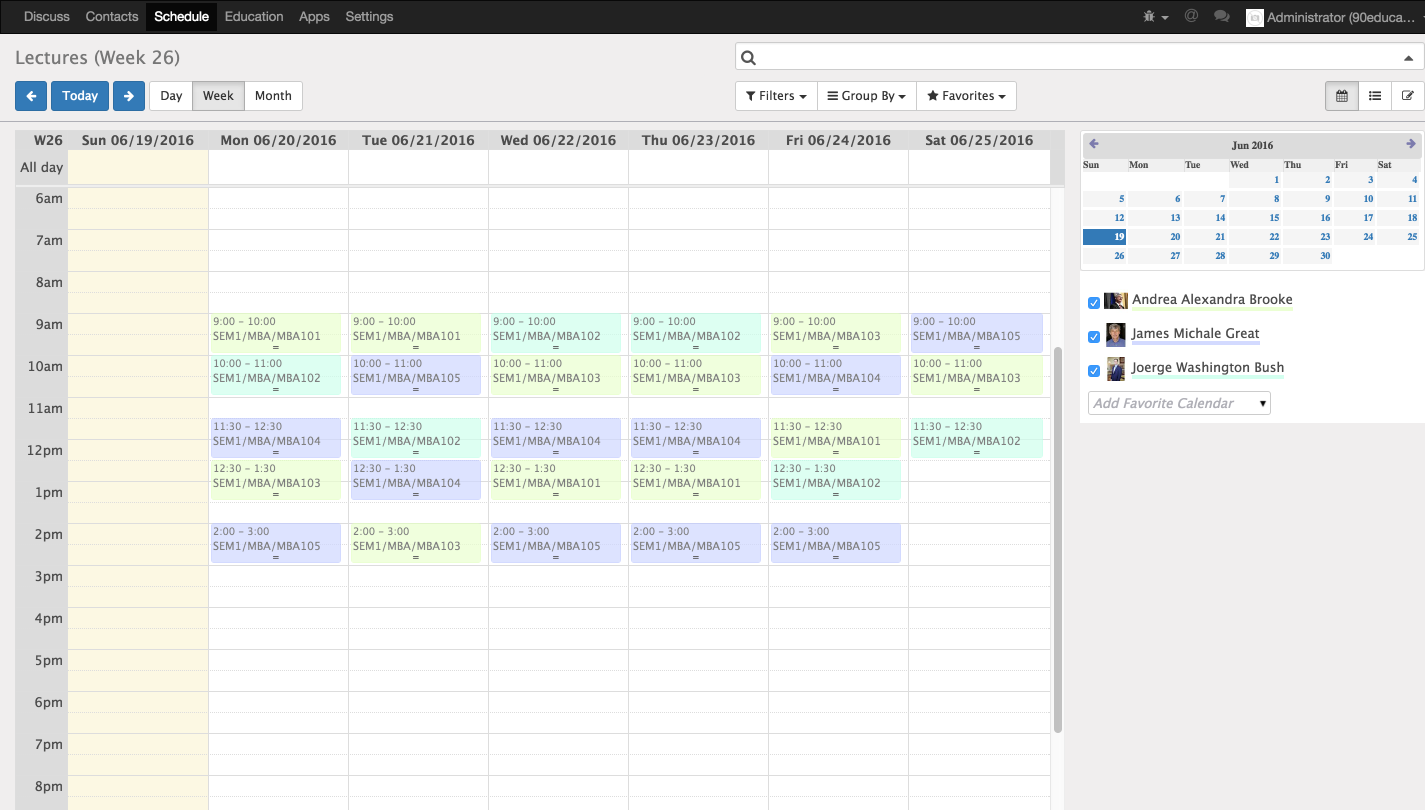 Discuss Contacts Schedule Education Apps Settings @ Administrator (90educa...
Lectures (Week 26)
Today Day Week Month Filters Group By Favorites
W26 Sun 06/19/2016 Mon 06/20/2016 Tue 06/21/2016 Wed 06/22/2016 Thu 06/23/2016 Fri 06/24/2016 Sat 06/25/2016
All day
6am
7am
8am
9am
10am
11am
12pm
1pm
2pm
3pm
4pm
5pm
6pm
7pm
8pm
9:00 – 10:00
SEM1/MBA/MBA101
10:00 – 11:00
SEM1/MBA/MBA102
11:30 – 12:30
SEM1/MBA/MBA104
12:30 – 1:30
SEM1/MBA/MBA103
2:00 – 3:00
SEM1/MBA/MBA105
9:00 – 10:00
SEM1/MBA/MBA101
10:00 – 11:00
SEM1/MBA/MBA105
11:30 – 12:30
SEM1/MBA/MBA102
12:30 – 1:30
SEM1/MBA/MBA104
2:00 – 3:00
SEM1/MBA/MBA103
9:00 – 10:00
SEM1/MBA/MBA102
10:00 – 11:00
SEM1/MBA/MBA103
11:30 – 12:30
SEM1/MBA/MBA104
12:30 – 1:30
SEM1/MBA/MBA101
2:00 – 3:00
SEM1/MBA/MBA105
9:00 – 10:00
SEM1/MBA/MBA102
10:00 – 11:00
SEM1/MBA/MBA103
11:30 – 12:30
SEM1/MBA/MBA104
12:30 – 1:30
SEM1/MBA/MBA101
2:00 – 3:00
SEM1/MBA/MBA105
9:00 – 10:00
SEM1/MBA/MBA103
10:00 – 11:00
SEM1/MBA/MBA104
11:30 – 12:30
SEM1/MBA/MBA101
12:30 – 1:30
SEM1/MBA/MBA102
2:00 – 3:00
SEM1/MBA/MBA105
9:00 – 10:00
SEM1/MBA/MBA105
10:00 – 11:00
SEM1/MBA/MBA103
11:30 – 12:30
SEM1/MBA/MBA102
Jun 2016
Sun Mon Tue Wed Thu Fri Sat
1 2 3 4
5 6 7 8 9 10 11
12 13 14 15 16 17 18
19 20 21 22 23 24 25
26 27 28 29 30
Andrea Alexandra Brooke
James Michale Great
Joerge Washington Bush
Add Favorite Calendar